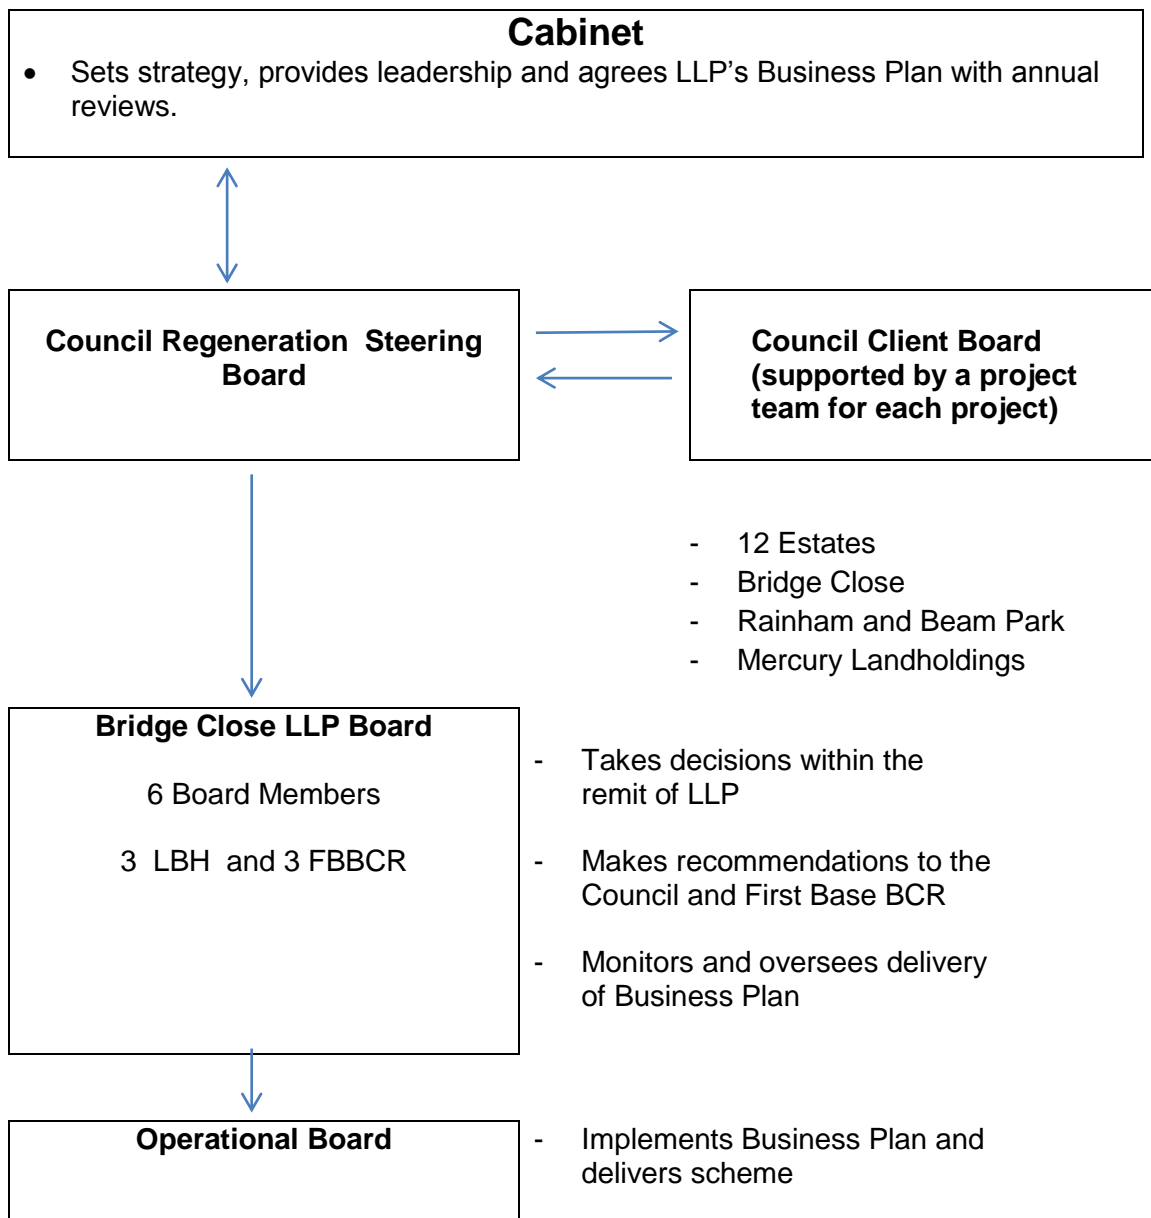 Cabinet
• Sets strategy, provides leadership and agrees LLP's Business Plan with annual
reviews.
Council Regeneration Steering
Board
Council Client Board
(supported by a project
team for each project)
- 12 Estates
- Bridge Close
- Rainham and Beam Park
- Mercury Landholdings
Bridge Close LLP Board
6 Board Members
3 LBH and 3 FBBCR
- Takes decisions within the
remit of LLP
- Makes recommendations to the
Council and First Base BCR
- Monitors and oversees delivery
of Business Plan
Operational Board
- Implements Business Plan and
delivers scheme